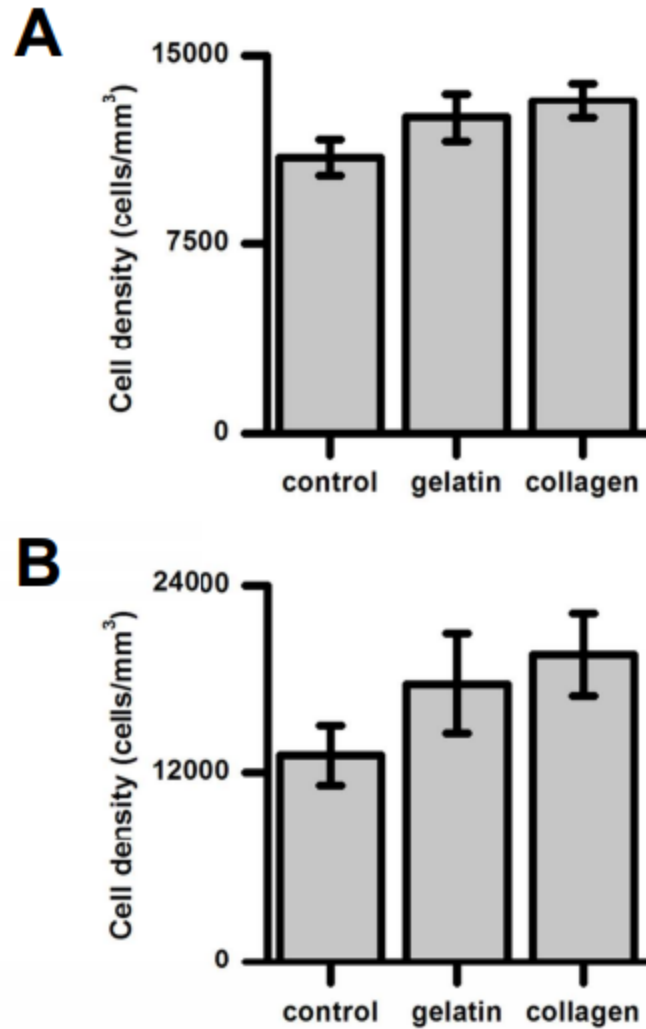 A
15000
7500
0
Cell density (cells/mm³)
control gelatin collagen
B
24000
12000
0
Cell density (cells/mm³)
control gelatin collagen